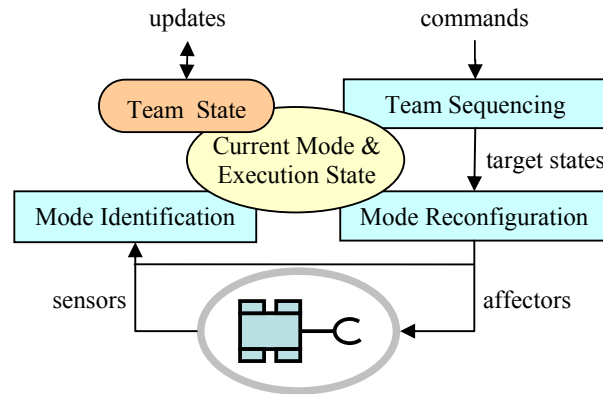 updates
commands
Team State
Team Sequencing
Current Mode &
Execution State
target states
Mode Identification
Mode Reconfiguration
sensors
affectors